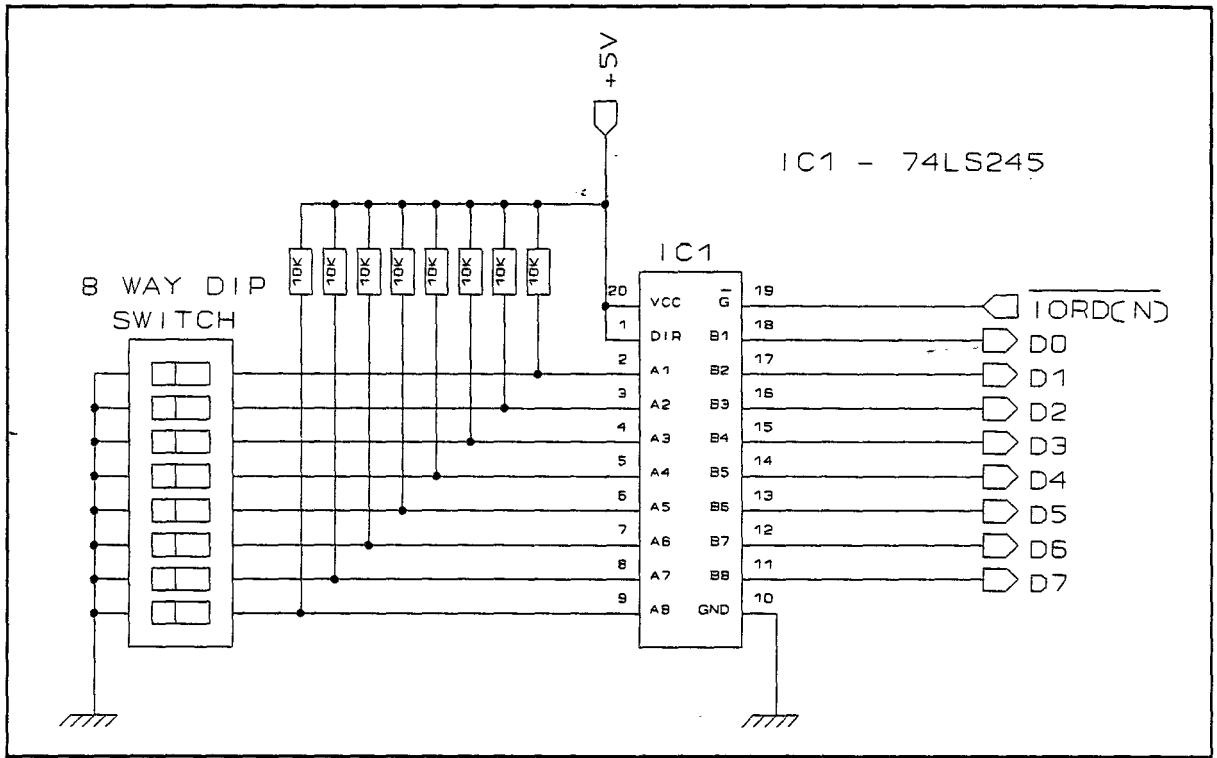 +5V
IC1 - 74LS245
IC1
8 WAY DIP
SWITCH
10K 10K 10K 10K 10K 10K 10K 10K
20 VCC G 19 IORD(N)
1 DIR B1 18 D0
2 A1 B2 17 D1
3 A2 B3 16 D2
4 A3 B4 15 D3
5 A4 B5 14 D4
6 A5 B6 13 D5
7 A6 B7 12 D6
8 A7 B8 11 D7
9 A8 GND 10